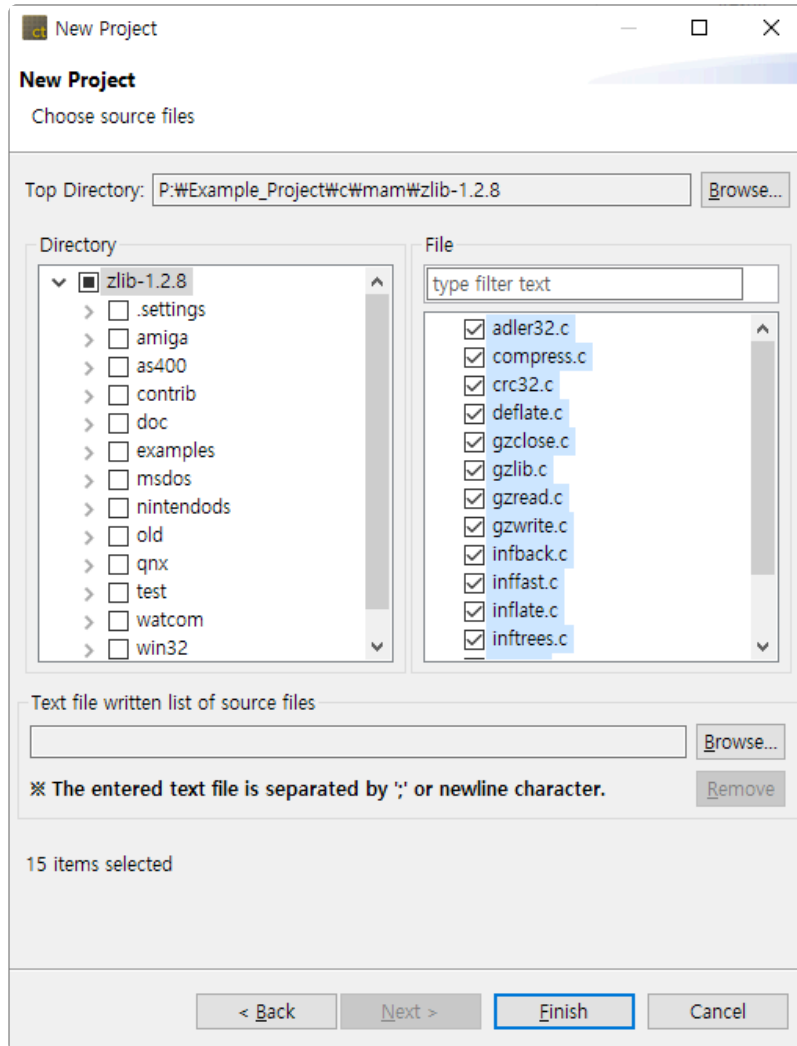 ct New Project
New Project
Choose source files
Top Directory: P:₩Example_Project₩c₩mam₩zlib-1.2.8 Browse...
Directory
zlib-1.2.8
.settings
amiga
as400
contrib
doc
examples
msdos
nintendods
old
qnx
test
watcom
win32
File
type filter text
adler32.c
compress.c
crc32.c
deflate.c
gzclose.c
gzlib.c
gzread.c
gzwrite.c
infback.c
inffast.c
inflate.c
inftrees.c
Text file written list of source files
Browse...
※ The entered text file is separated by ';' or newline character. Remove
15 items selected
< Back Next > Finish Cancel